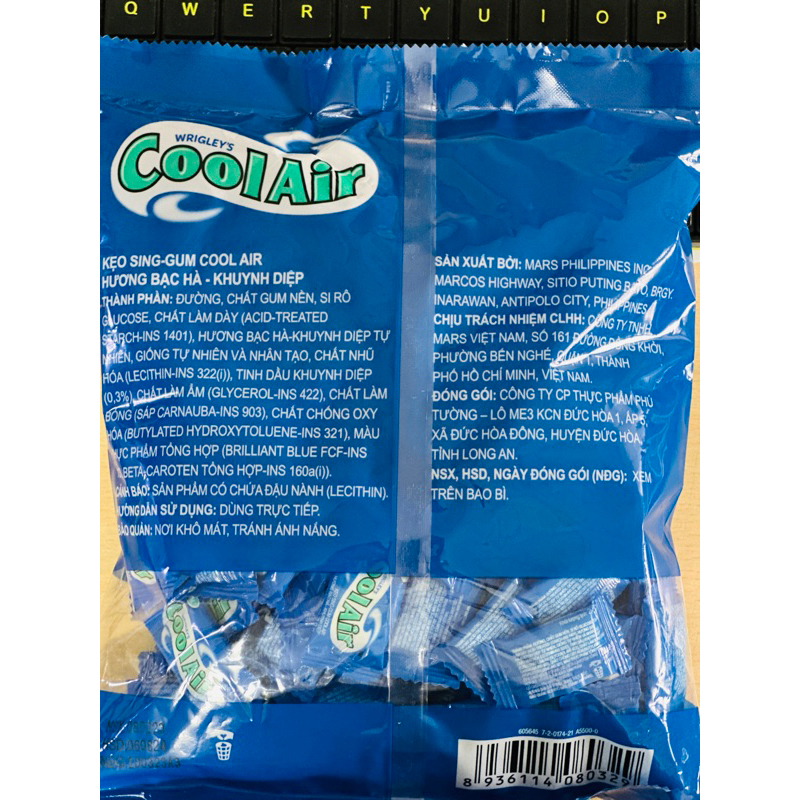 Q W E R T Y U I O P
WRIGLEY'S
CoolAir
KẸO SING-GUM COOL AIR
HƯƠNG BẠC HÀ - KHUYNH DIỆP
THÀNH PHẦN: ĐƯỜNG, CHẤT GUM NỀN, SI RÔ
GLUCOSE, CHẤT LÀM DÀY (ACID-TREATED
STARCH-INS 1401), HƯƠNG BẠC HÀ-KHUYNH DIỆP TỰ
NHIÊN, GIỐNG TỰ NHIÊN VÀ NHÂN TẠO, CHẤT NHŨ
HÓA (LECITHIN-INS 322(i)), TINH DẦU KHUYNH DIỆP
(0,3%), CHẤT LÀM ẨM (GLYCEROL-INS 422), CHẤT LÀM
BÓNG (SÁP CARNAUBA-INS 903), CHẤT CHỐNG OXY
HÓA (BUTYLATED HYDROXYTOLUENE-INS 321), MÀU
THỰC PHẨM TỔNG HỢP (BRILLIANT BLUE FCF-INS
BETA-CAROTEN TỔNG HỢP-INS 160a(i)).
CẢNH BÁO: SẢN PHẨM CÓ CHỨA ĐẬU NÀNH (LECITHIN).
HƯỚNG DẪN SỬ DỤNG: DÙNG TRỰC TIẾP.
BẢO QUẢN: NƠI KHÔ MÁT, TRÁNH ÁNH NẮNG.
SẢN XUẤT BỞI: MARS PHILIPPINES INC
MARCOS HIGHWAY, SITIO PUTING BATO, BRGY.
INARAWAN, ANTIPOLO CITY, PHILIPPINES
CHỊU TRÁCH NHIỆM CLHH: CÔNG TY TNHH
MARS VIỆT NAM, SỐ 161 ĐƯỜNG ĐỒNG KHỞI,
PHƯỜNG BẾN NGHÉ, QUẬN 1, THÀNH
PHỐ HỒ CHÍ MINH, VIỆT NAM.
ĐÓNG GÓI: CÔNG TY CP THỰC PHẨM PHÚ
TƯỜNG – LÔ ME3 KCN ĐỨC HÒA 1, ẤP 5,
XÃ ĐỨC HÒA ĐÔNG, HUYỆN ĐỨC HÒA,
TỈNH LONG AN.
NSX, HSD, NGÀY ĐÓNG GÓI (NĐG): XEM
TRÊN BAO BÌ.
CoolAir
CoolAir
605645 7-2-0174-21 A5500-0
8 936114 080329